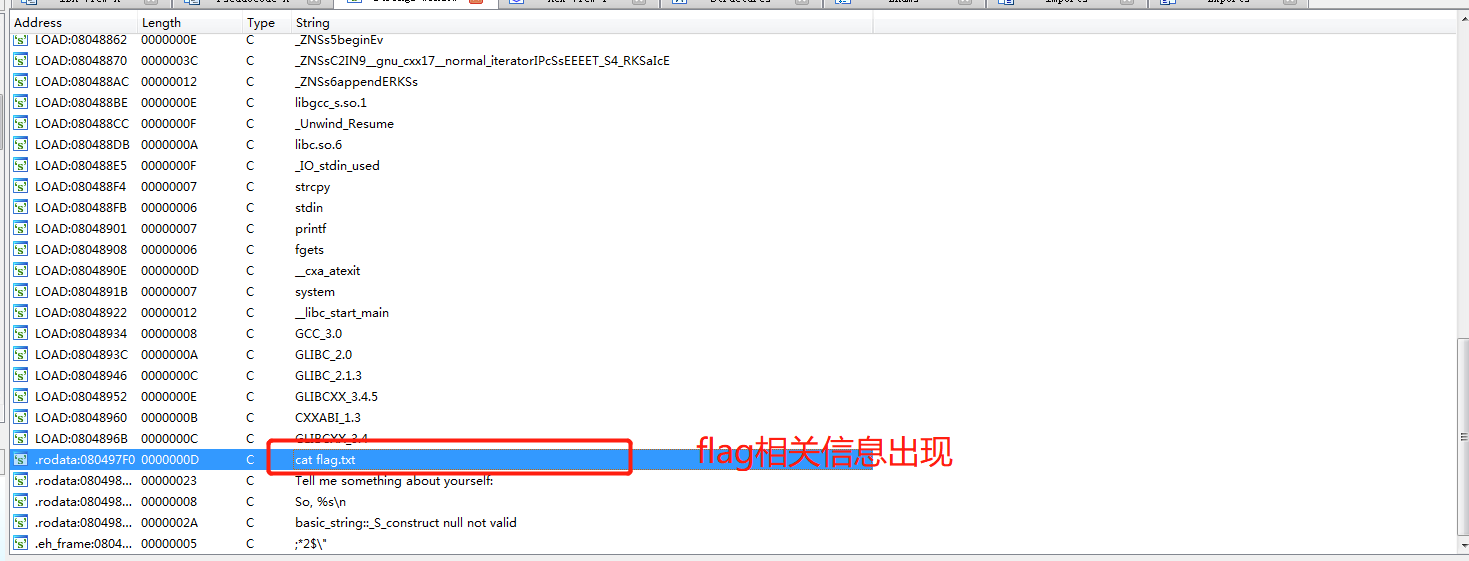 Address Length Type String
LOAD:08048862 0000000E C _ZNSs5beginEv
LOAD:08048870 0000003C C _ZNSsC2IN9__gnu_cxx17__normal_iteratorIPcSsEEEET_S4_RKSaIcE
LOAD:080488AC 00000012 C _ZNSs6appendERKSs
LOAD:080488BE 0000000E C libgcc_s.so.1
LOAD:080488CC 0000000F C _Unwind_Resume
LOAD:080488DB 0000000A C libc.so.6
LOAD:080488E5 0000000F C _IO_stdin_used
LOAD:080488F4 00000007 C strcpy
LOAD:080488FB 00000006 C stdin
LOAD:08048901 00000007 C printf
LOAD:08048908 00000006 C fgets
LOAD:0804890E 0000000D C __cxa_atexit
LOAD:0804891B 00000007 C system
LOAD:08048922 00000012 C __libc_start_main
LOAD:08048934 00000008 C GCC_3.0
LOAD:0804893C 0000000A C GLIBC_2.0
LOAD:08048946 0000000C C GLIBC_2.1.3
LOAD:08048952 0000000E C GLIBCXX_3.4.5
LOAD:08048960 0000000B C CXXABI_1.3
LOAD:0804896B 0000000C C GLIBCXX_3.4
.rodata:080497F0 0000000D C cat flag.txt
flag相关信息出现
.rodata:080498... 00000023 C Tell me something about yourself:
.rodata:080498... 00000008 C So, %s\n
.rodata:080498... 0000002A C basic_string::_S_construct null not valid
.eh_frame:0804... 00000005 C ;*2$\"